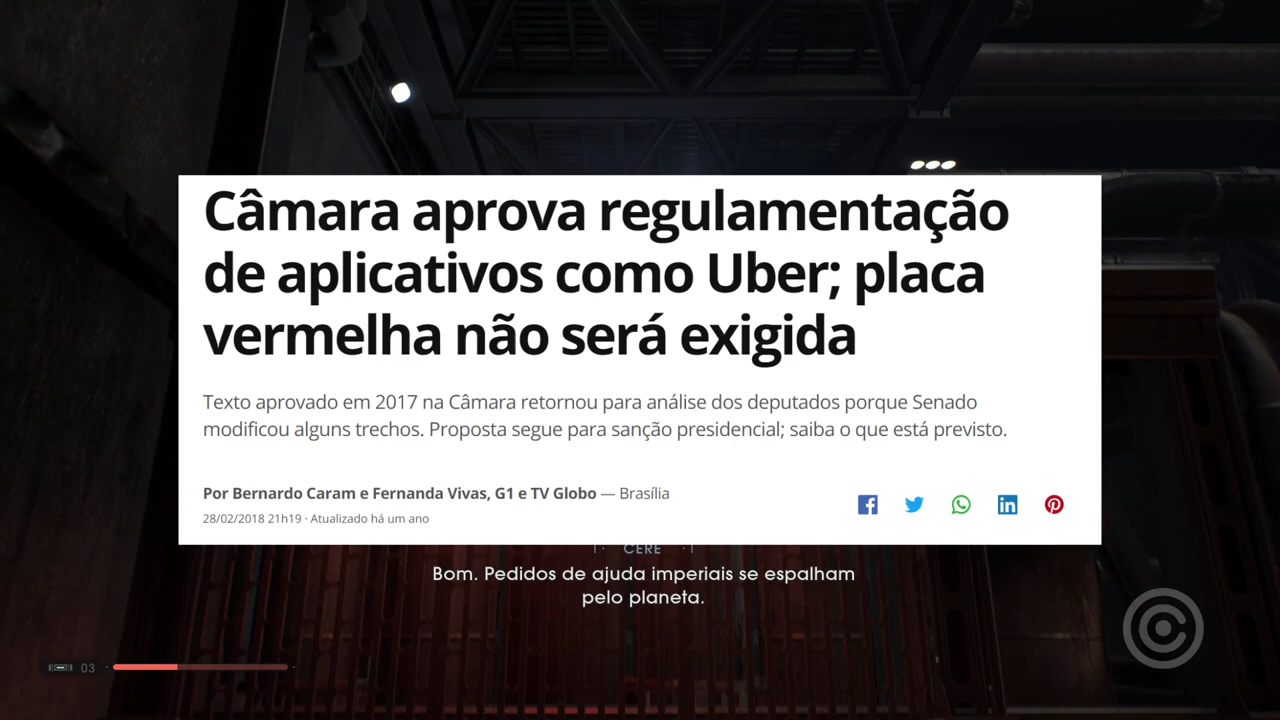 Câmara aprova regulamentação
de aplicativos como Uber; placa
vermelha não será exigida
Texto aprovado em 2017 na Câmara retornou para análise dos deputados porque Senado
modificou alguns trechos. Proposta segue para sanção presidencial; saiba o que está previsto.
Por Bernardo Caram e Fernanda Vivas, G1 e TV Globo — Brasília
28/02/2018 21h19 · Atualizado há um ano
CERE
Bom. Pedidos de ajuda imperiais se espalham
pelo planeta.
03